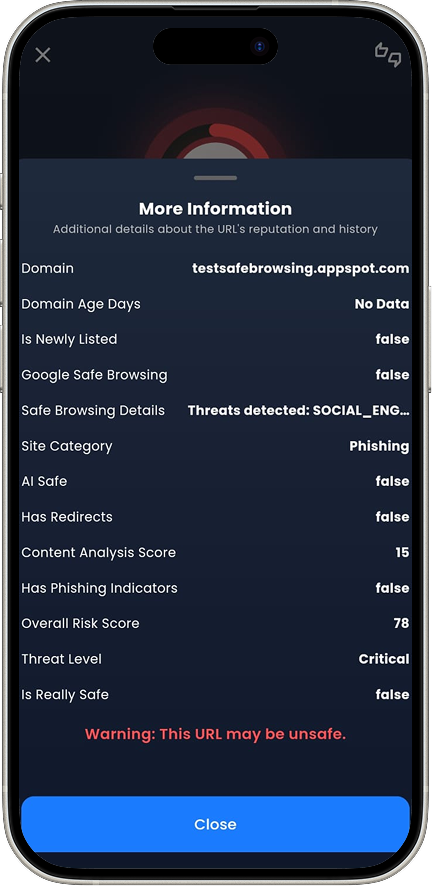 More Information
Additional details about the URL's reputation and history
Domain testsafebrowsing.appspot.com
Domain Age Days No Data
Is Newly Listed false
Google Safe Browsing false
Safe Browsing Details Threats detected: SOCIAL_ENG...
Site Category Phishing
AI Safe false
Has Redirects false
Content Analysis Score 15
Has Phishing Indicators false
Overall Risk Score 78
Threat Level Critical
Is Really Safe false
Warning: This URL may be unsafe.
Close